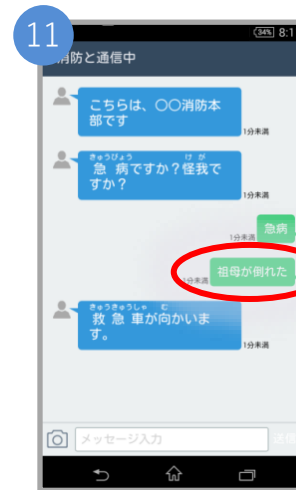 11
34% 8:1
消防と通信中
こちらは、〇〇消防本
部です
1分未満
きゅうびょう けが
急病ですか？怪我で
すか？
1分未満
急病
1分未満
祖母が倒れた
1分未満
きゅうきゅうしゃ む
救急車が向かいま
す。
1分未満
メッセージ入力
送信